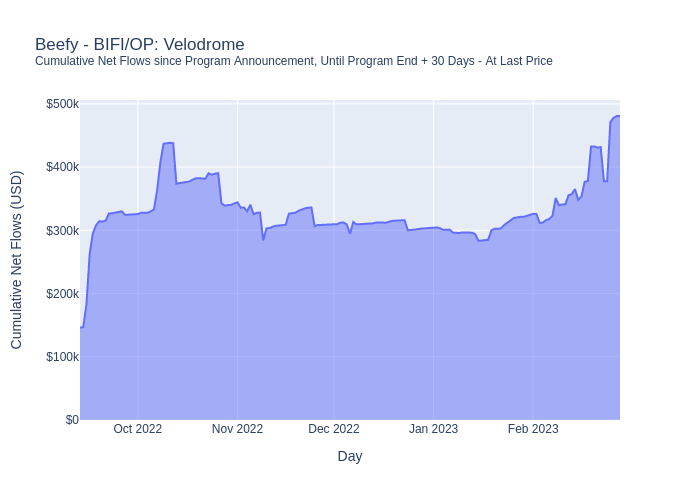 Beefy - BIFI/OP: Velodrome
Cumulative Net Flows since Program Announcement, Until Program End + 30 Days - At Last Price
Cumulative Net Flows (USD)
$500k
$400k
$300k
$200k
$100k
$0
Oct 2022
Nov 2022
Dec 2022
Jan 2023
Feb 2023
Day